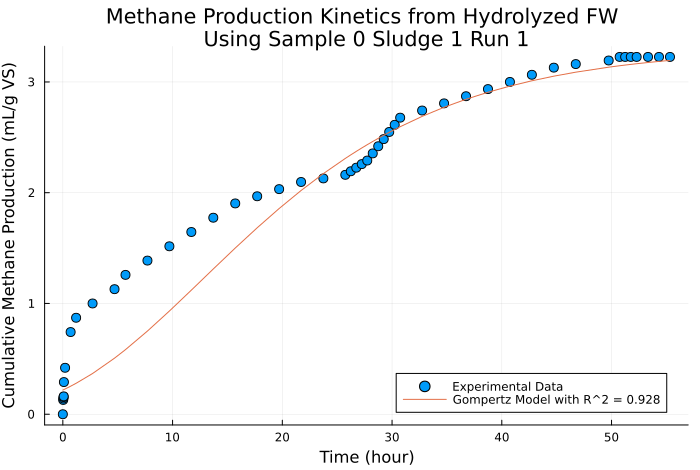 Methane Production Kinetics from Hydrolyzed FW
Using Sample 0 Sludge 1 Run 1
Cumulative Methane Production (mL/g VS)
3
2
1
0
Experimental Data
Gompertz Model with R^2 = 0.928
0 10 20 30 40 50
Time (hour)